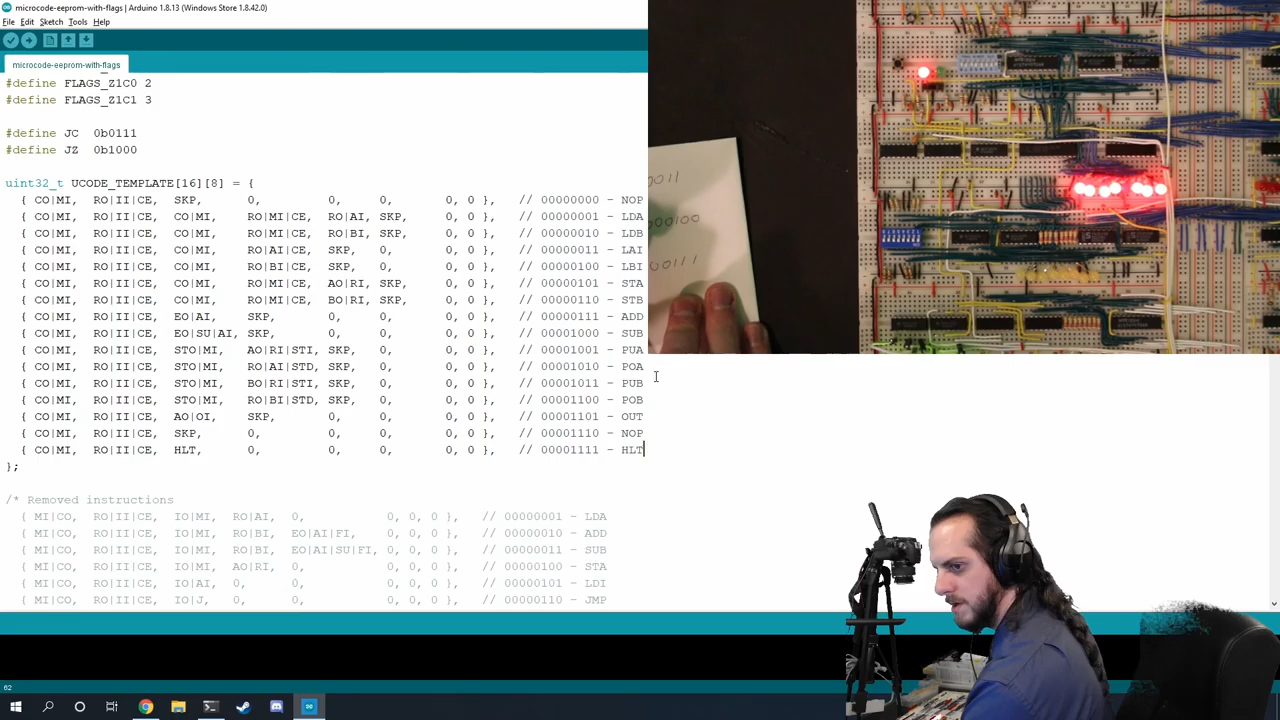 microcode-eeprom-with-flags | Arduino 1.8.13 (Windows Store 1.8.42.0)
File Edit Sketch Tools Help
microcode-eeprom-with-flags
#define FLAGS_Z1C0 2
#define FLAGS_Z1C1 3
#define JC 0b0111
#define JZ 0b1000
uint32_t UCODE_TEMPLATE[16][8] = {
{ CO|MI, RO|II|CE, SKP, 0, 0, 0, 0, 0 }, // 00000000 - NOP
{ CO|MI, RO|II|CE, CO|MI, RO|MI|CE, RO|AI, SKP, 0, 0 }, // 00000001 - LDA
{ CO|MI, RO|II|CE, CO|MI, RO|MI|CE, RO|BI, SKP, 0, 0 }, // 00000010 - LDB
{ CO|MI, RO|II|CE, CO|MI, RO|AI|CE, SKP, 0, 0, 0 }, // 00000011 - LAI
{ CO|MI, RO|II|CE, CO|MI, RO|BI|CE, SKP, 0, 0, 0 }, // 00000100 - LBI
{ CO|MI, RO|II|CE, CO|MI, RO|MI|CE, AO|RI, SKP, 0, 0 }, // 00000101 - STA
{ CO|MI, RO|II|CE, CO|MI, RO|MI|CE, BO|RI, SKP, 0, 0 }, // 00000110 - STB
{ CO|MI, RO|II|CE, EO|AI, SKP, 0, 0, 0, 0 }, // 00000111 - ADD
{ CO|MI, RO|II|CE, EO|SU|AI, SKP, 0, 0, 0, 0 }, // 00001000 - SUB
{ CO|MI, RO|II|CE, STO|MI, AO|RI|STI, SKP, 0, 0, 0 }, // 00001001 - PUA
{ CO|MI, RO|II|CE, STO|MI, RO|AI|STD, SKP, 0, 0, 0 }, // 00001010 - POA
{ CO|MI, RO|II|CE, STO|MI, BO|RI|STI, SKP, 0, 0, 0 }, // 00001011 - PUB
{ CO|MI, RO|II|CE, STO|MI, RO|BI|STD, SKP, 0, 0, 0 }, // 00001100 - POB
{ CO|MI, RO|II|CE, AO|OI, SKP, 0, 0, 0, 0 }, // 00001101 - OUT
{ CO|MI, RO|II|CE, SKP, 0, 0, 0, 0, 0 }, // 00001110 - NOP
{ CO|MI, RO|II|CE, HLT, 0, 0, 0, 0, 0 }, // 00001111 - HLT
};
/* Removed instructions
{ MI|CO, RO|II|CE, IO|MI, RO|AI, 0, 0, 0, 0 }, // 00000001 - LDA
{ MI|CO, RO|II|CE, IO|MI, RO|BI, EO|AI|FI, 0, 0, 0 }, // 00000010 - ADD
{ MI|CO, RO|II|CE, IO|MI, RO|BI, EO|AI|SU|FI, 0, 0, 0 }, // 00000011 - SUB
{ MI|CO, RO|II|CE, IO|MI, AO|RI, 0, 0, 0, 0 }, // 00000100 - STA
{ MI|CO, RO|II|CE, IO|AI, 0, 0, 0, 0, 0 }, // 00000101 - LDI
{ MI|CO, RO|II|CE, IO|J, 0, 0, 0, 0, 0 }, // 00000110 - JMP
62